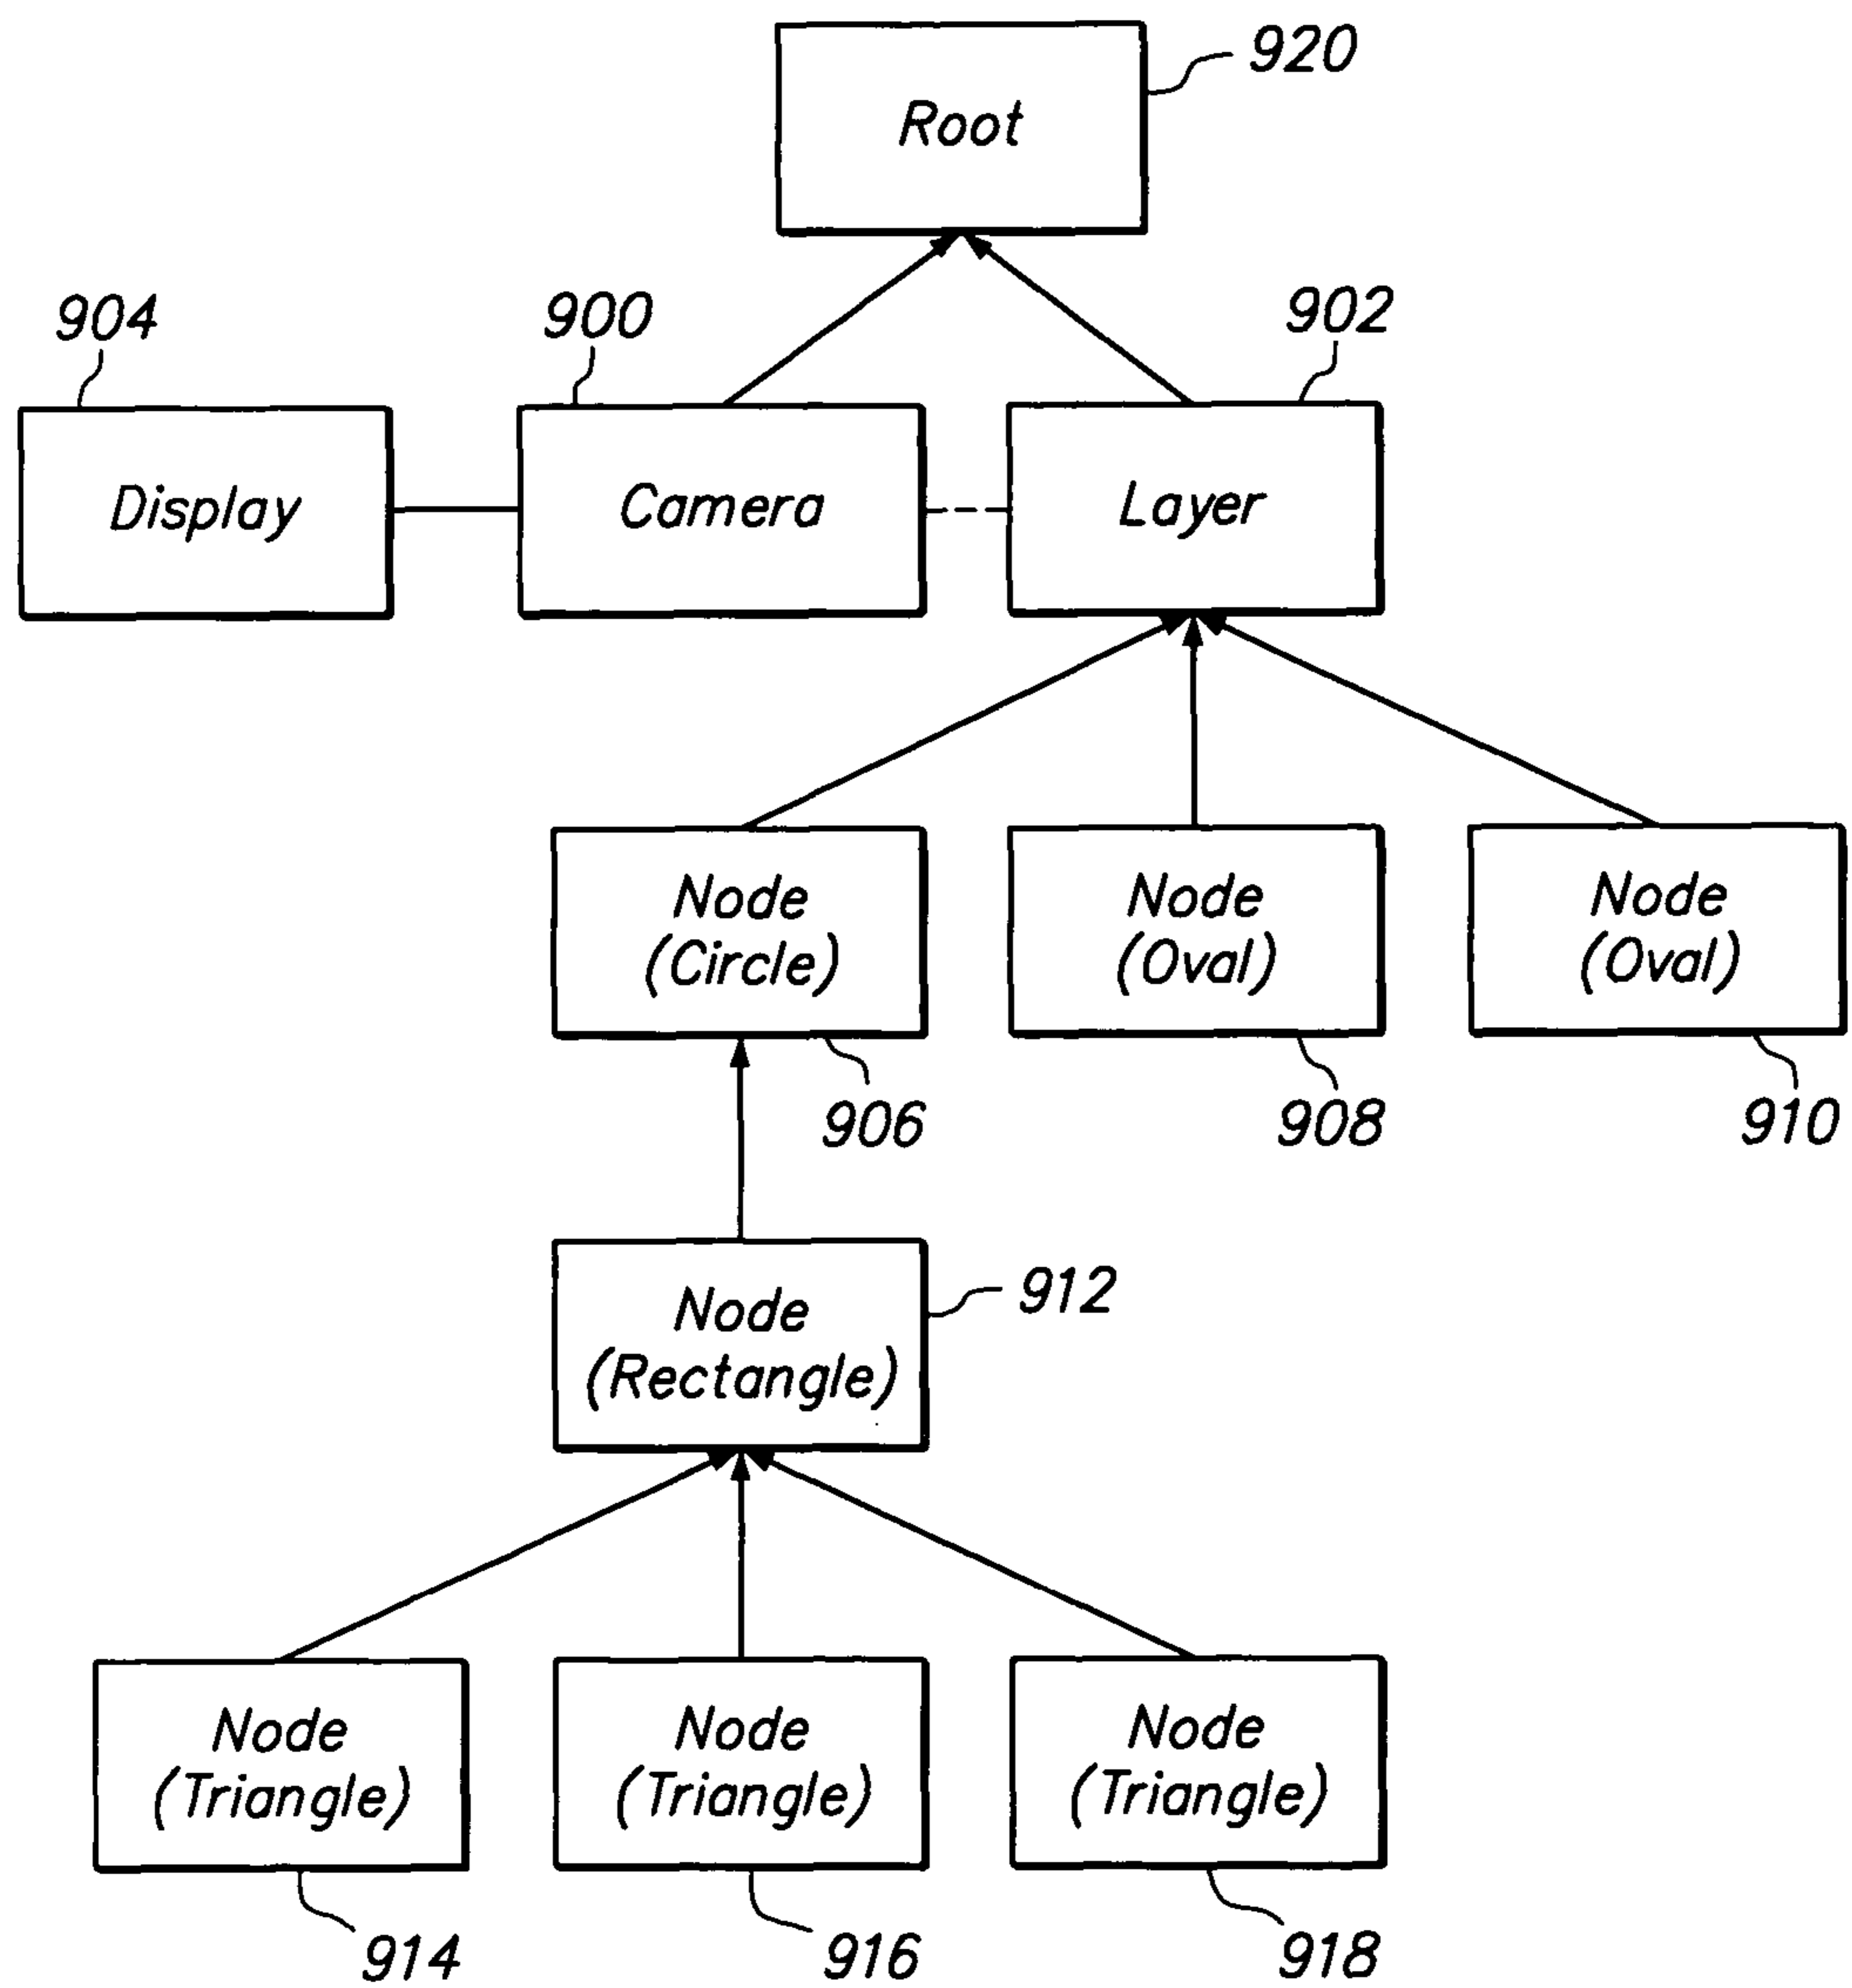 920
Root
904
900
902
Display
Camera
Layer
Node
(Circle)
Node
(Oval)
Node
(Oval)
906
908
910
Node
(Rectangle)
912
Node
(Triangle)
Node
(Triangle)
Node
(Triangle)
914
916
918